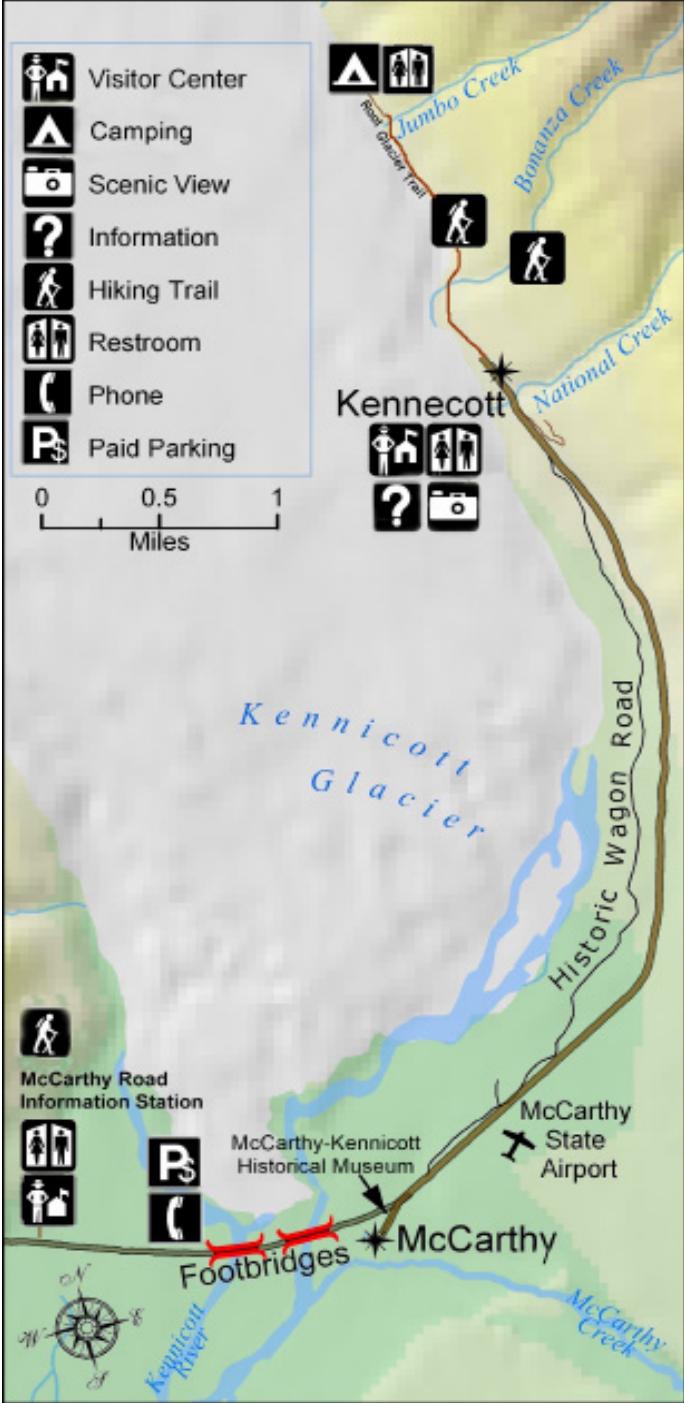 Visitor Center
Camping
Scenic View
Information
Hiking Trail
Restroom
Phone
P$
Paid Parking
0 0.5 1
Miles
Jumbo Creek
Root Glacier Trail
Bonanza Creek
National Creek
Kennecott
?
Kennicott
Glacier
Historic Wagon Road
McCarthy Road
Information Station
P$
McCarthy-Kennicott
Historical Museum
McCarthy
State
Airport
McCarthy
Footbridges
Kennicott
River
McCarthy
Creek
N
W E
S